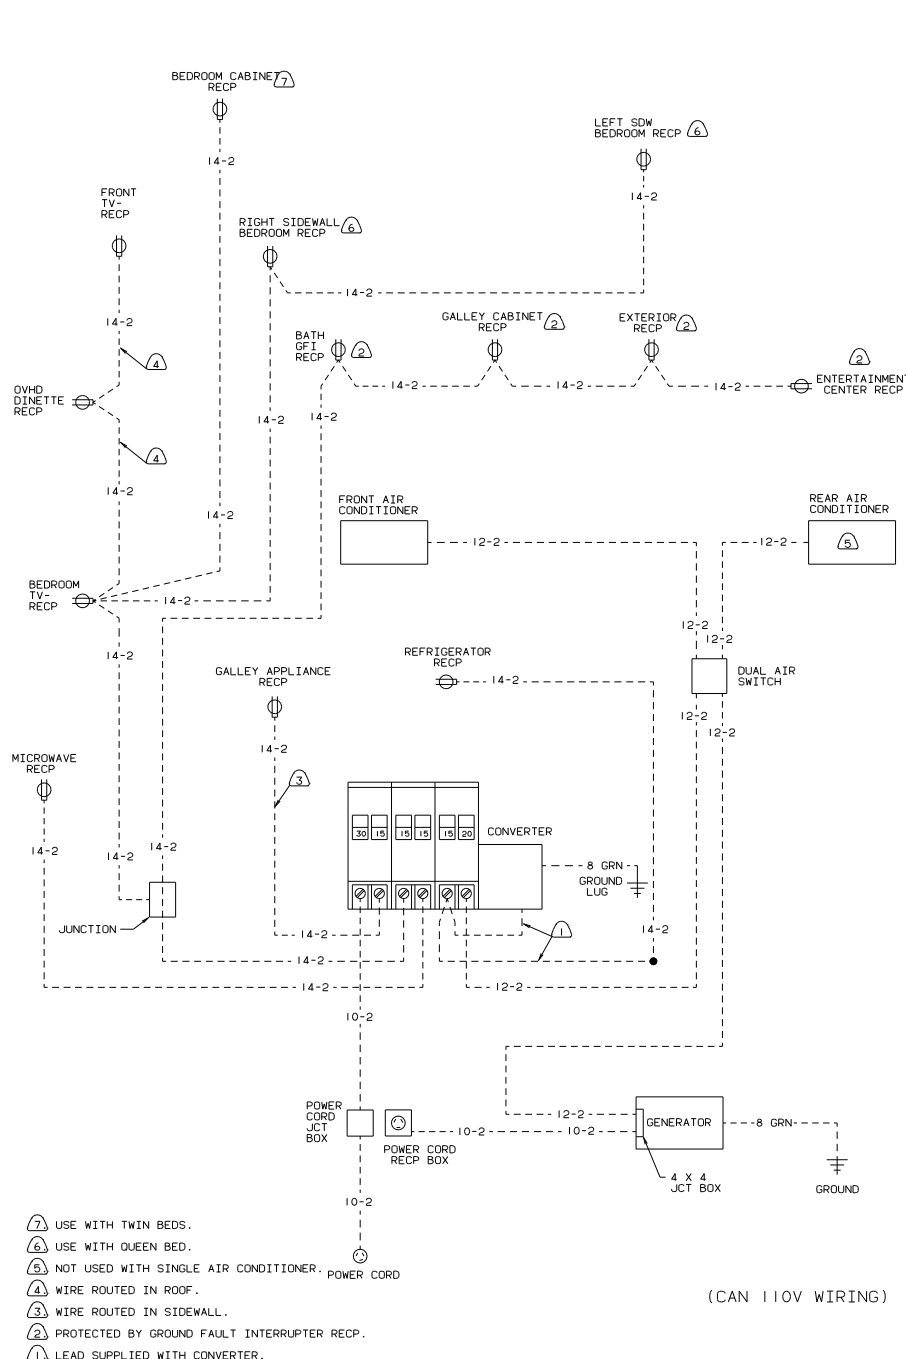 BEDROOM CABINET
RECP
7
14-2
LEFT SDW
BEDROOM RECP
6
14-2
FRONT
TV-
RECP
RIGHT SIDEWALL
BEDROOM RECP
6
14-2
14-2
4
BATH
GFI
RECP
2
GALLEY CABINET
RECP
2
EXTERIOR
RECP
2
2
ENTERTAINMENT
CENTER RECP
OVHD
DINETTE
RECP
14-2
14-2
14-2
14-2
14-2
4
14-2
14-2
FRONT AIR
CONDITIONER
REAR AIR
CONDITIONER
5
12-2
12-2
BEDROOM
TV-
RECP
14-2
12-2
12-2
14-2
GALLEY APPLIANCE
RECP
REFRIGERATOR
RECP
14-2
DUAL AIR
SWITCH
12-2
12-2
14-2
MICROWAVE
RECP
3
30
15
15
15
15
20
CONVERTER
14-2
14-2
14-2
8 GRN
GROUND
LUG
JUNCTION
14-2
1
14-2
14-2
14-2
12-2
10-2
POWER
CORD
JCT
BOX
POWER CORD
RECP BOX
12-2
10-2
10-2
GENERATOR
8 GRN
4 X 4
JCT BOX
GROUND
10-2
POWER CORD
7. USE WITH TWIN BEDS.
6. USE WITH QUEEN BED.
5. NOT USED WITH SINGLE AIR CONDITIONER.
4. WIRE ROUTED IN ROOF.
3. WIRE ROUTED IN SIDEWALL.
2. PROTECTED BY GROUND FAULT INTERRUPTER RECP.
1. LEAD SUPPLIED WITH CONVERTER.
(CAN 110V WIRING)